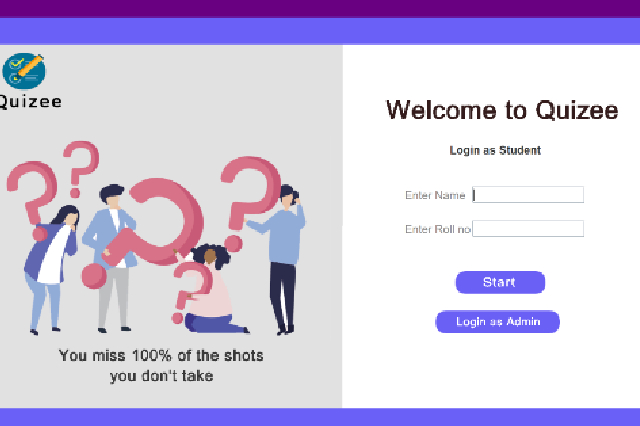 Quizee
Welcome to Quizee
Login as Student
Enter Name
Enter Roll no
Start
Login as Admin
You miss 100% of the shots
you don't take